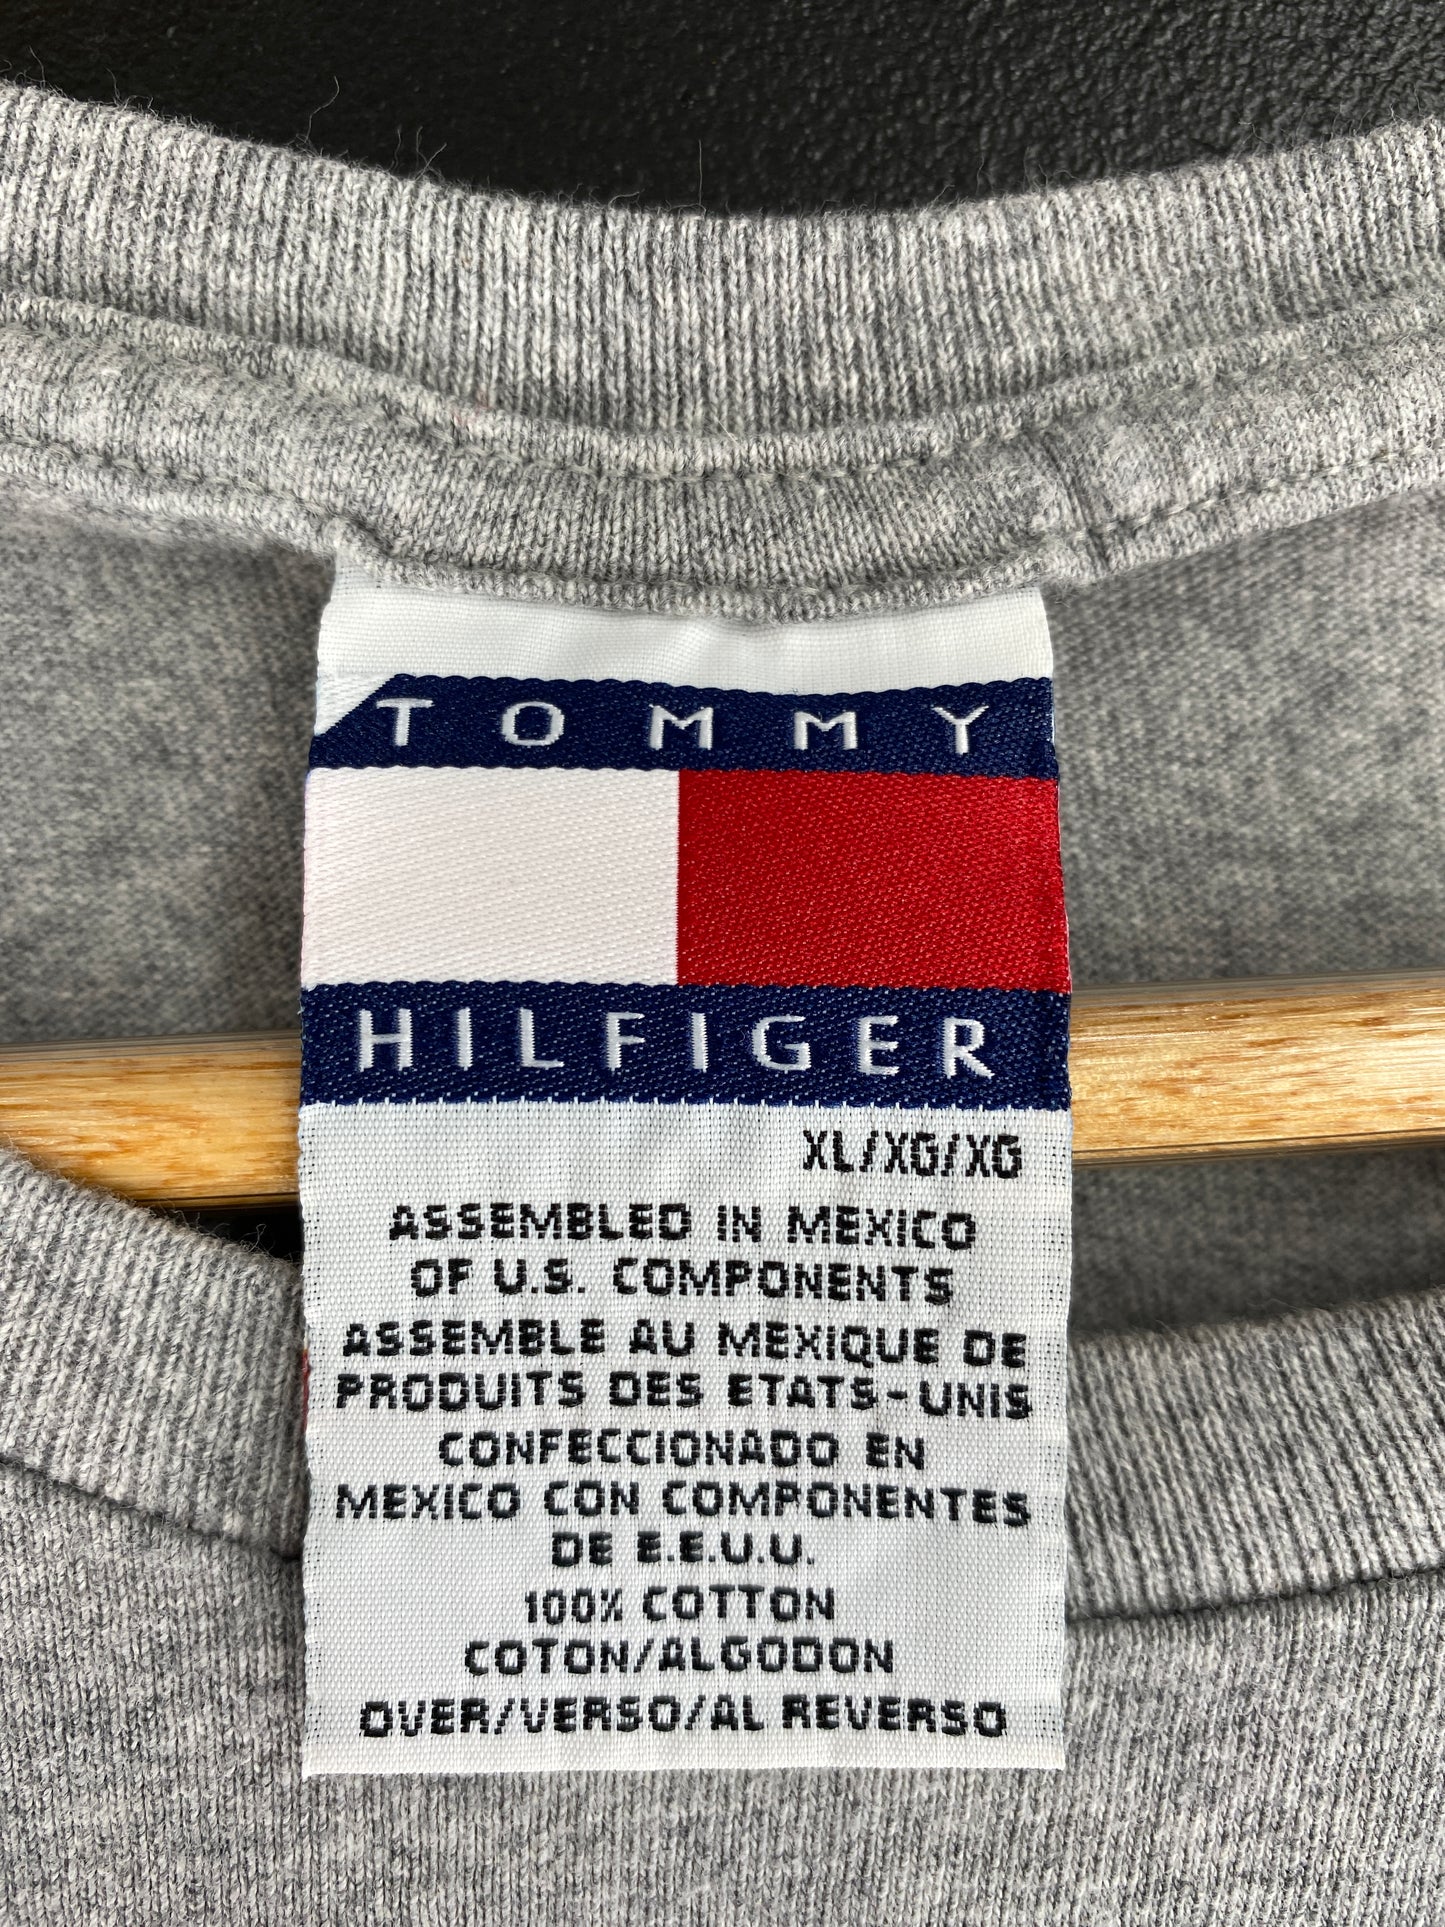 TOMMY
HILFIGER
XL/XG/XG
ASSEMBLED IN MEXICO
OF U.S. COMPONENTS
ASSEMBLE AU MEXIQUE DE
PRODUITS DES ETATS-UNIS
CONFECCIONADO EN
MEXICO CON COMPONENTES
DE E.E.U.U.
100% COTTON
COTON/ALGODON
OVER/VERSO/AL REVERSO